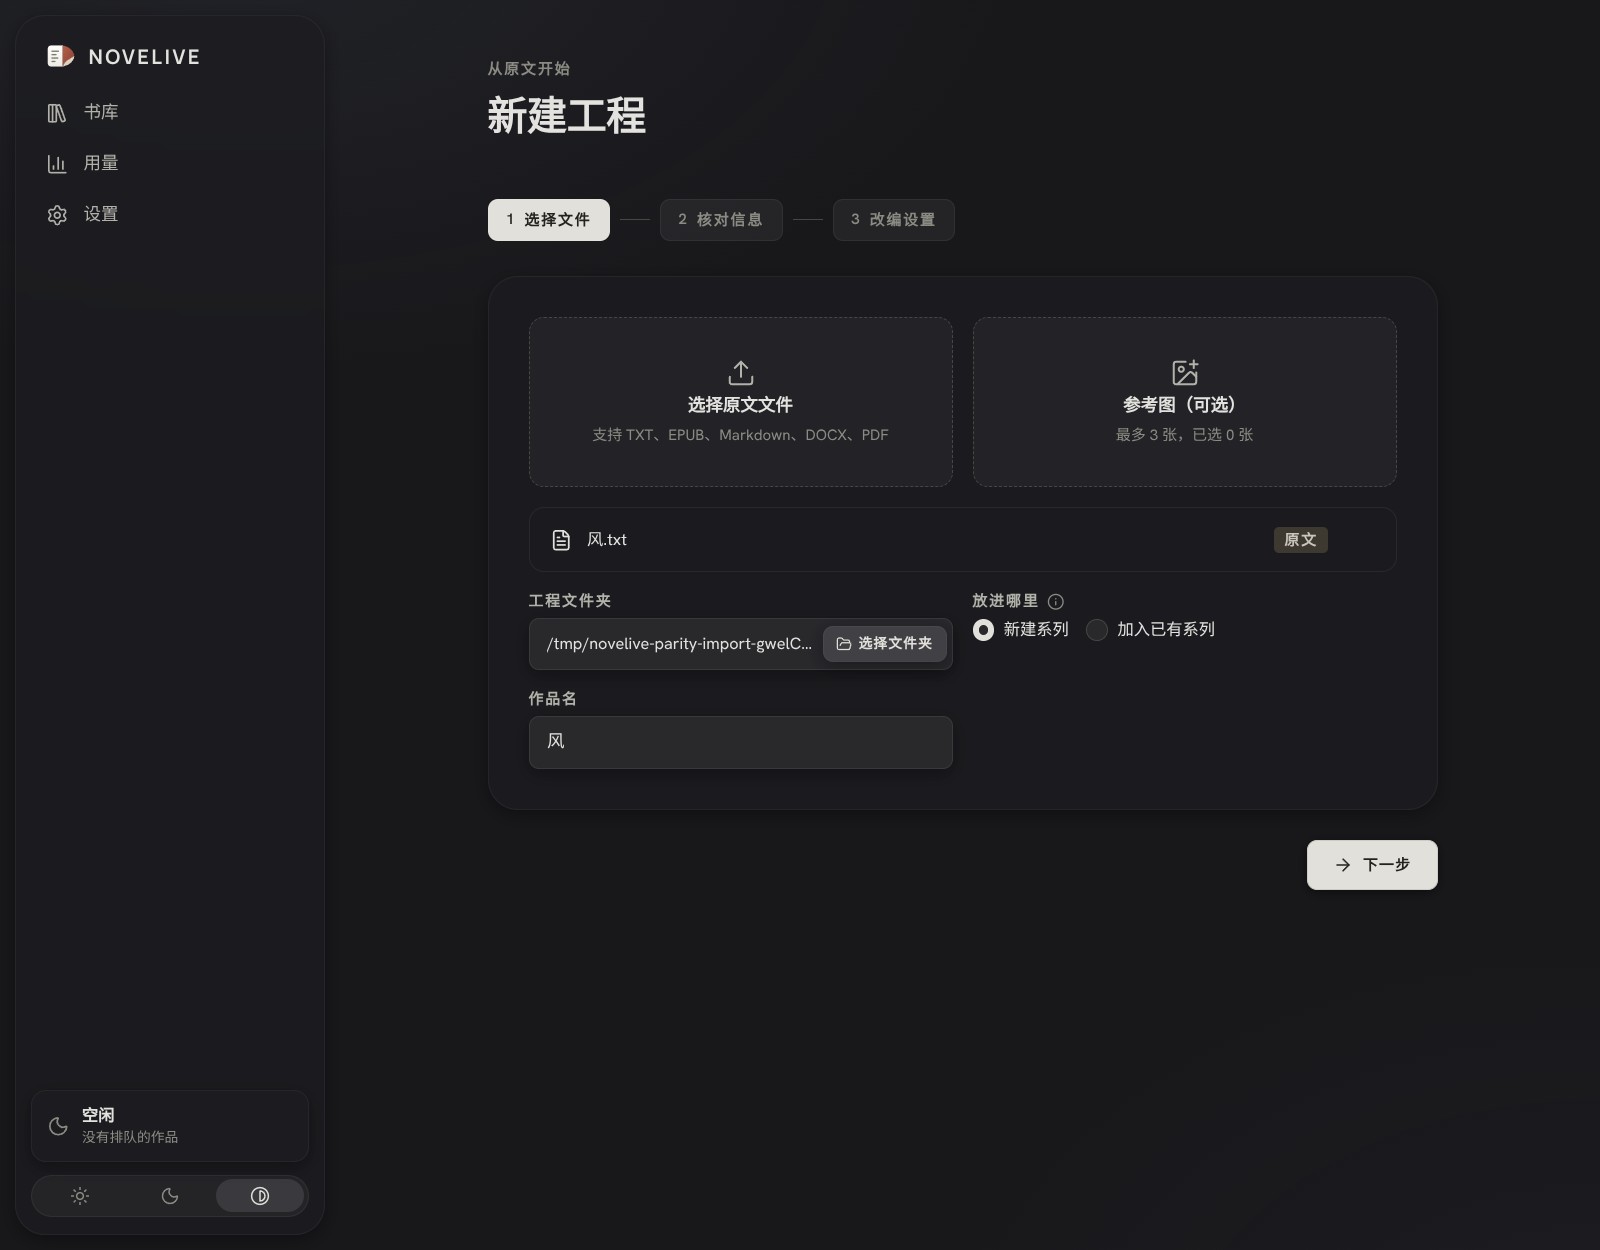 NOVELIVE
书库
用量
设置
空闲
没有排队的作品
从原文开始
新建工程
1 选择文件
2 核对信息
3 改编设置
选择原文文件
支持 TXT、EPUB、Markdown、DOCX、PDF
参考图（可选）
最多 3 张，已选 0 张
风.txt
原文
工程文件夹
/tmp/novelive-parity-import-gwelC...
选择文件夹
放进哪里
新建系列
加入已有系列
作品名
风
下一步